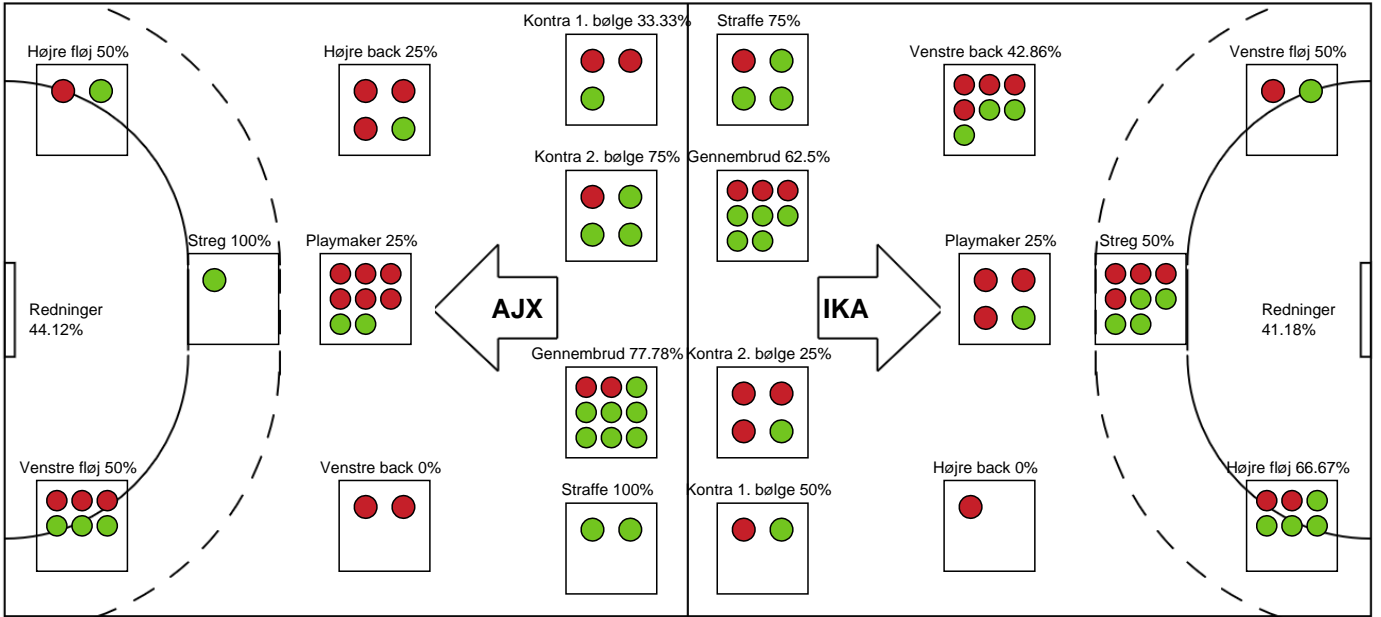 Kontra 1. bølge 33.33%
Straffe 75%
Højre fløj 50%
Højre back 25%
Venstre back 42.86%
Venstre fløj 50%
Kontra 2. bølge 75%
Gennembrud 62.5%
Streg 100%
Playmaker 25%
Playmaker 25%
Streg 50%
Redninger
44.12%
AJX
IKA
Redninger
41.18%
Gennembrud 77.78%
Kontra 2. bølge 25%
Venstre fløj 50%
Venstre back 0%
Straffe 100%
Kontra 1. bølge 50%
Højre back 0%
Højre fløj 66.67%